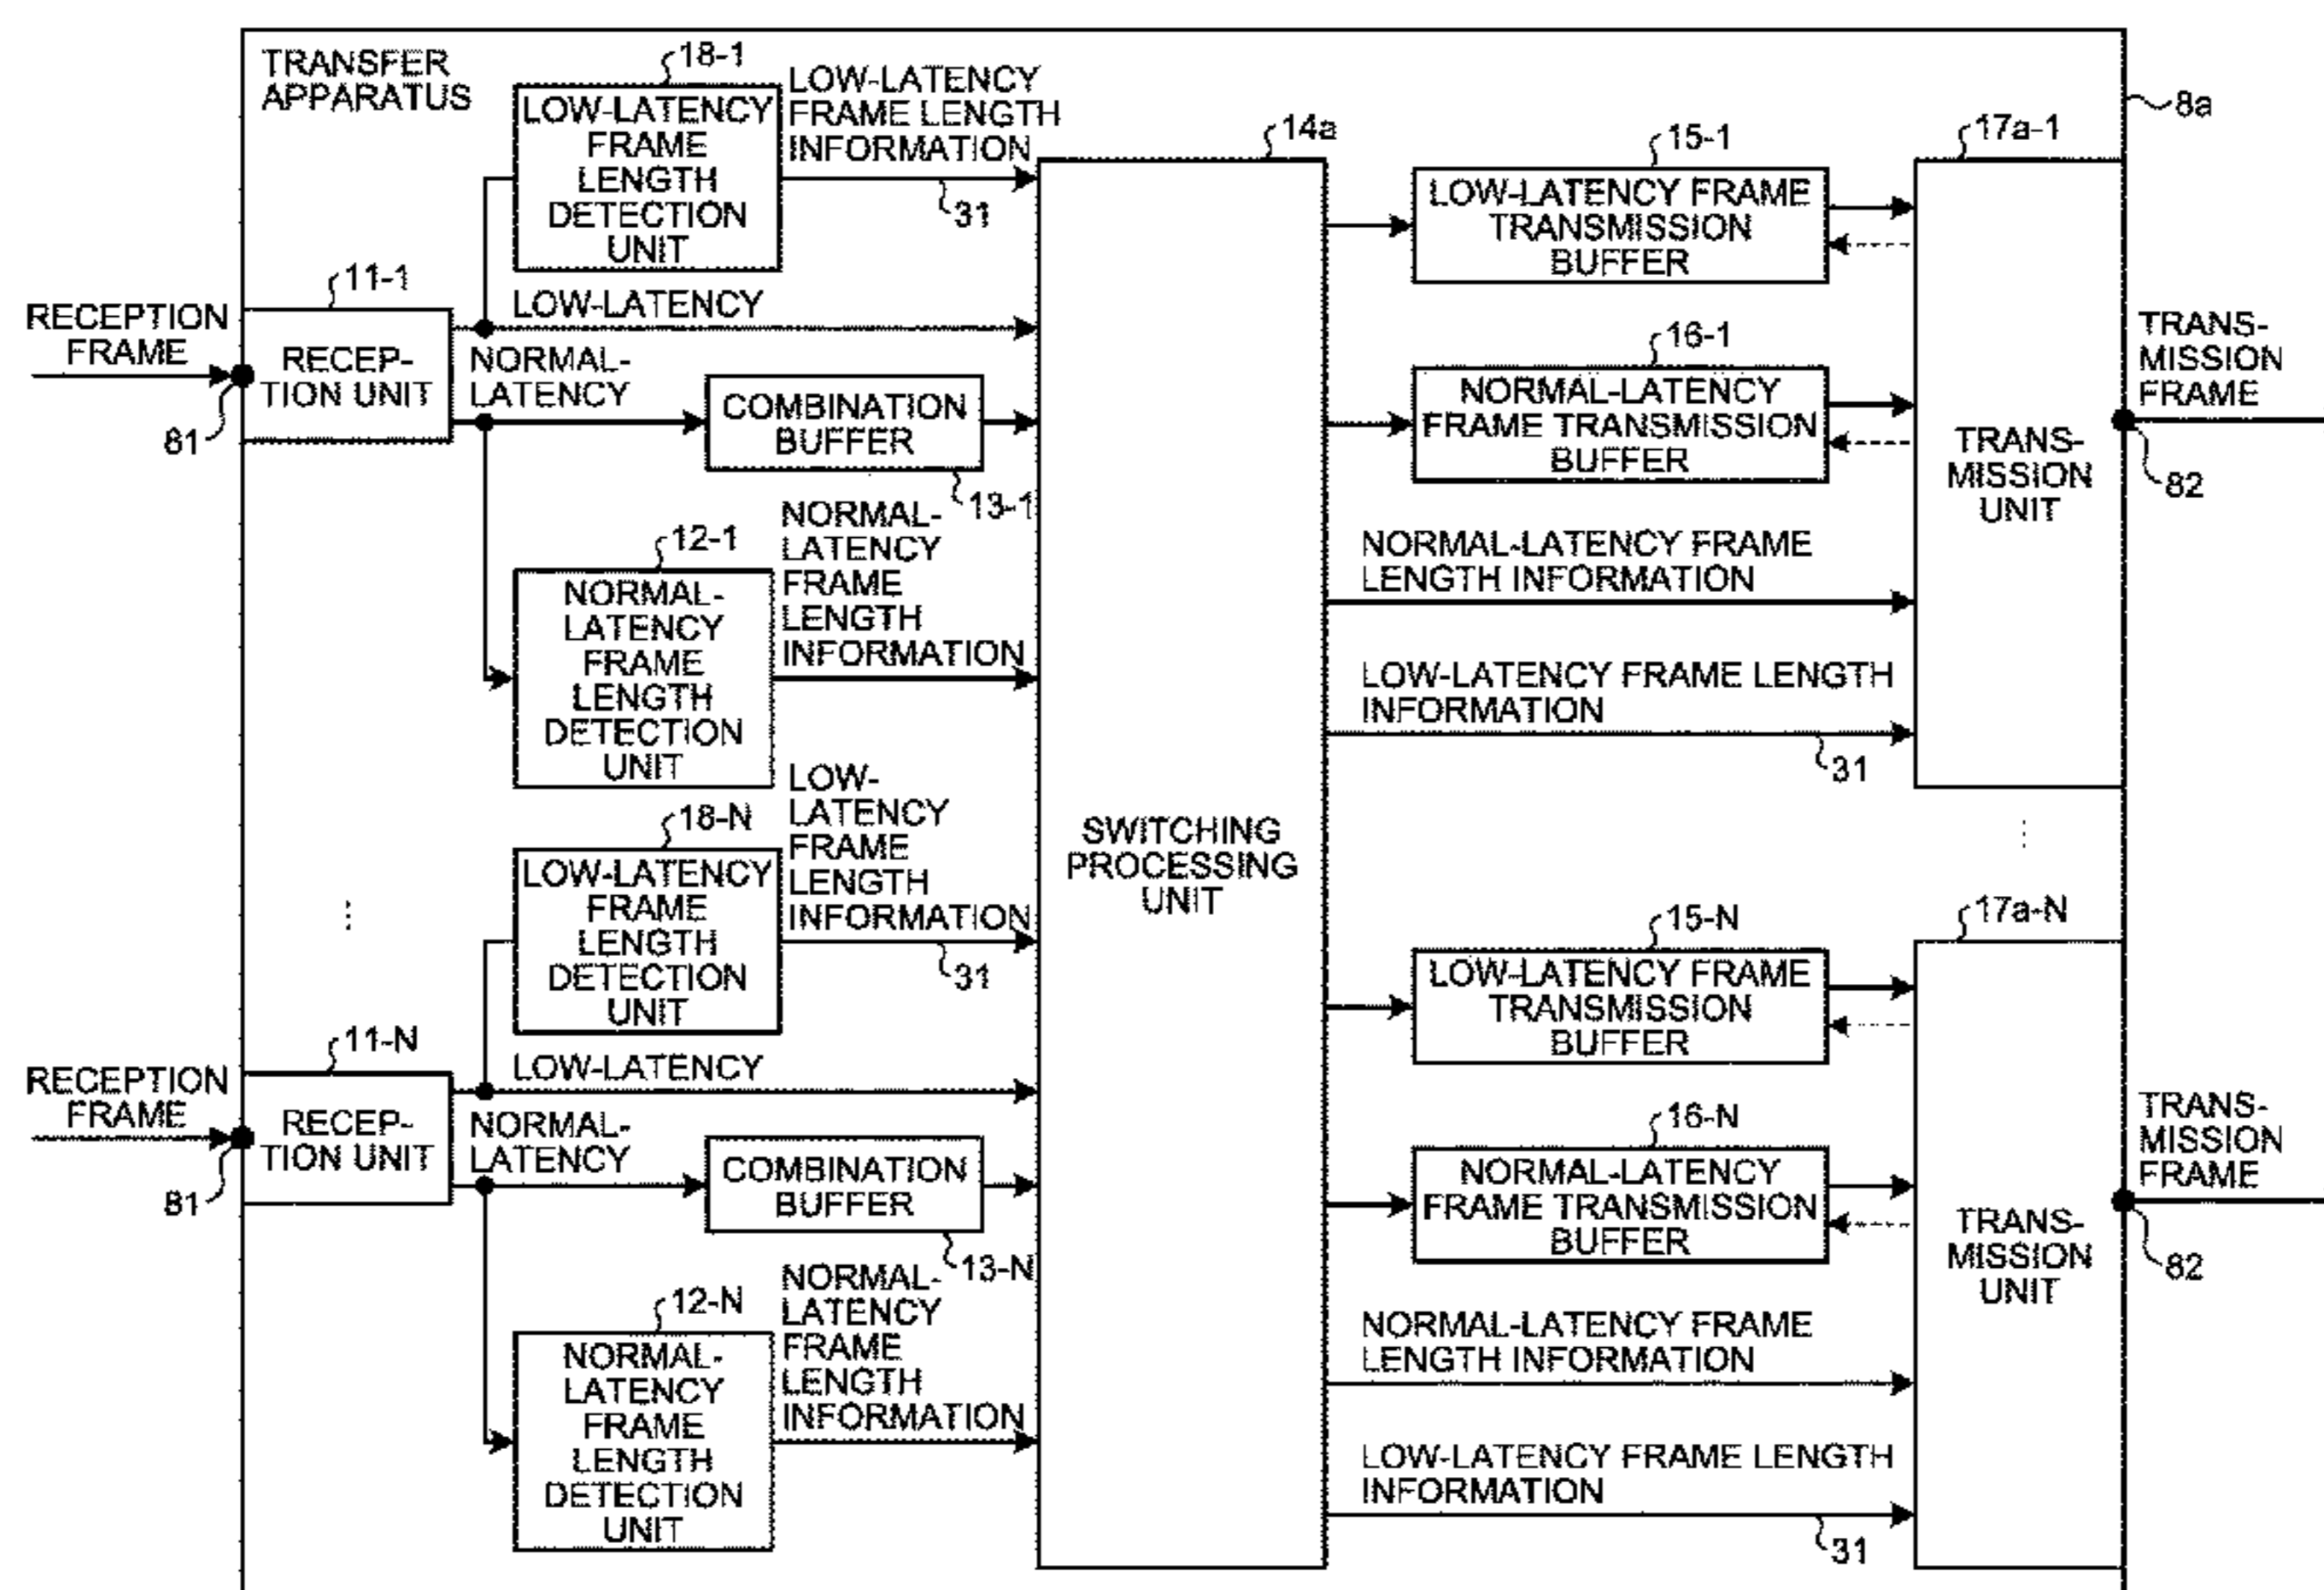 TRANSFER
APPARATUS
8a
18-1
LOW-LATENCY
FRAME
LENGTH
DETECTION
UNIT
LOW-LATENCY
FRAME LENGTH
INFORMATION
31
11-1
RECEPTION
FRAME
81
RECEP-
TION UNIT
LOW-LATENCY
NORMAL-
LATENCY
COMBINATION
BUFFER
13-1
12-1
NORMAL-
LATENCY
FRAME
LENGTH
DETECTION
UNIT
NORMAL-
LATENCY
FRAME
LENGTH
INFORMATION
18-N
LOW-LATENCY
FRAME
LENGTH
DETECTION
UNIT
LOW-
LATENCY
FRAME
LENGTH
INFORMATION
31
11-N
RECEPTION
FRAME
81
RECEP-
TION UNIT
LOW-LATENCY
NORMAL-
LATENCY
COMBINATION
BUFFER
13-N
12-N
NORMAL-
LATENCY
FRAME
LENGTH
DETECTION
UNIT
NORMAL-
LATENCY
FRAME
LENGTH
INFORMATION
14a
SWITCHING
PROCESSING
UNIT
15-1
LOW-LATENCY FRAME
TRANSMISSION
BUFFER
16-1
NORMAL-LATENCY
FRAME TRANSMISSION
BUFFER
NORMAL-LATENCY FRAME
LENGTH INFORMATION
LOW-LATENCY FRAME LENGTH
INFORMATION
31
17a-1
TRANS-
MISSION
UNIT
TRANS-
MISSION
FRAME
82
15-N
LOW-LATENCY FRAME
TRANSMISSION
BUFFER
16-N
NORMAL-LATENCY
FRAME TRANSMISSION
BUFFER
NORMAL-LATENCY FRAME
LENGTH INFORMATION
LOW-LATENCY FRAME LENGTH
INFORMATION
31
17a-N
TRANS-
MISSION
UNIT
TRANS-
MISSION
FRAME
82